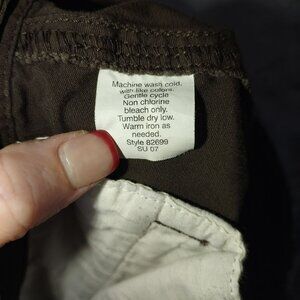 Machine wash cold,
with like colors.
Gentle cycle
Non chlorine
bleach only.
Tumble dry low.
Warm iron as
needed.
Style 82699
SU 07